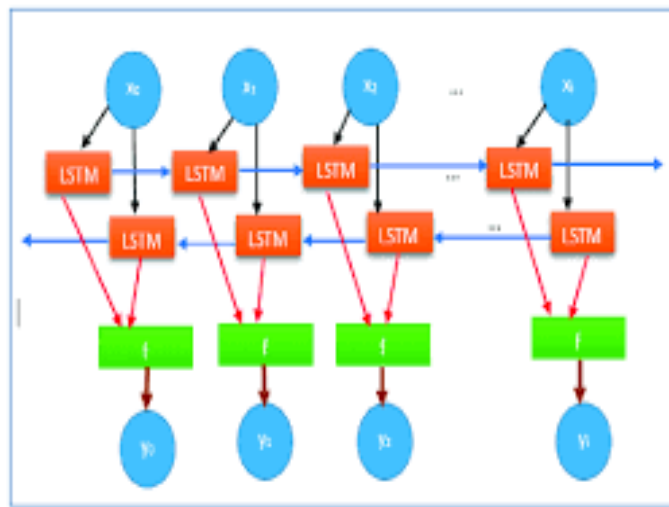 x₀ x₁ x₂ ... xᵢ
LSTM LSTM LSTM ... LSTM
LSTM LSTM LSTM ... LSTM
f f f f
y₀ y₁ y₂ yᵢ